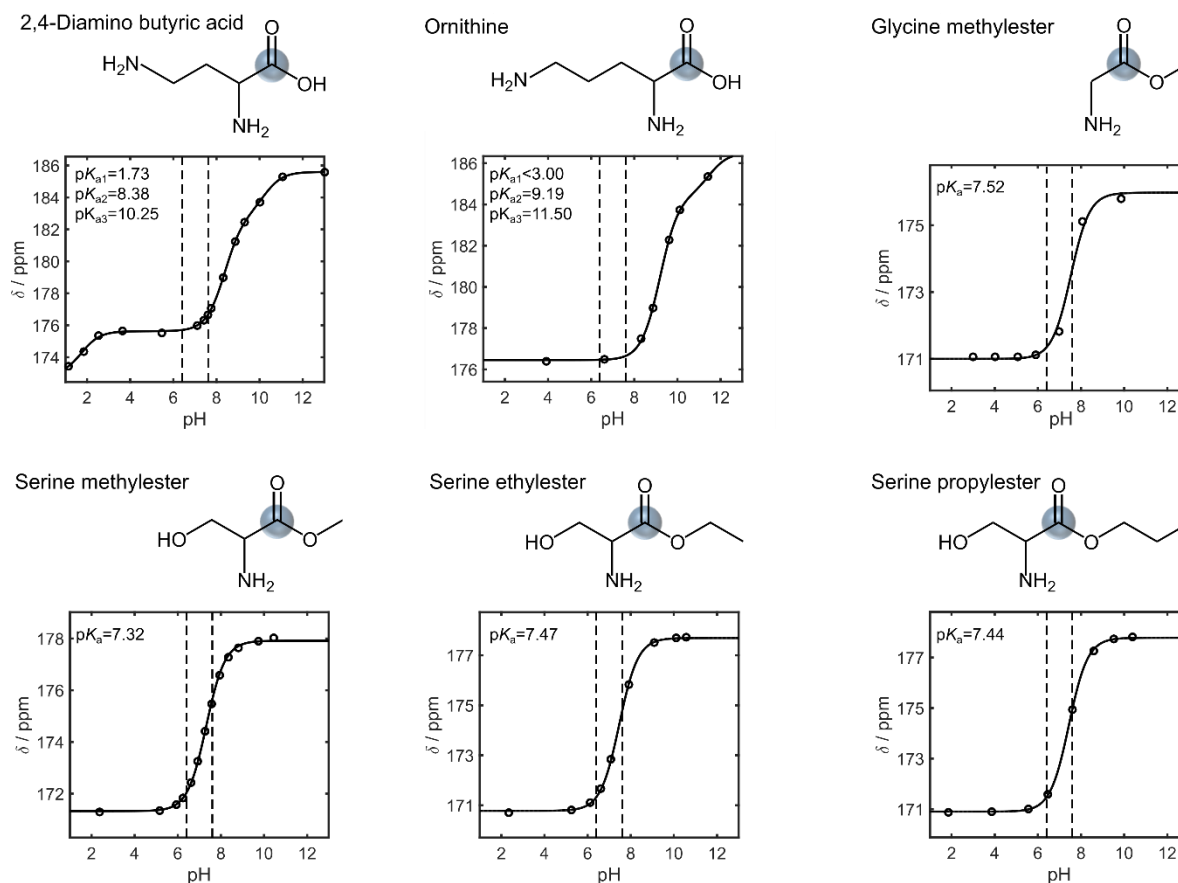 2,4-Diamino butyric acid
O
H₂N
OH
NH₂
pKa1=1.73
pKa2=8.38
pKa3=10.25
186
184
182
180
178
176
174
δ / ppm
2 4 6 8 10 12
pH
Ornithine
O
H₂N
OH
NH₂
pKa1<3.00
pKa2=9.19
pKa3=11.50
186
184
182
180
178
176
δ / ppm
2 4 6 8 10 12
pH
Glycine methylester
O
O
NH₂
pKa=7.52
175
173
171
δ / ppm
2 4 6 8 10 12
pH
Serine methylester
O
HO
O
NH₂
pKa=7.32
178
176
174
172
δ / ppm
2 4 6 8 10 12
pH
Serine ethylester
O
HO
O
NH₂
pKa=7.47
177
175
173
171
δ / ppm
2 4 6 8 10 12
pH
Serine propylester
O
HO
O
NH₂
pKa=7.44
177
175
173
171
δ / ppm
2 4 6 8 10 12
pH